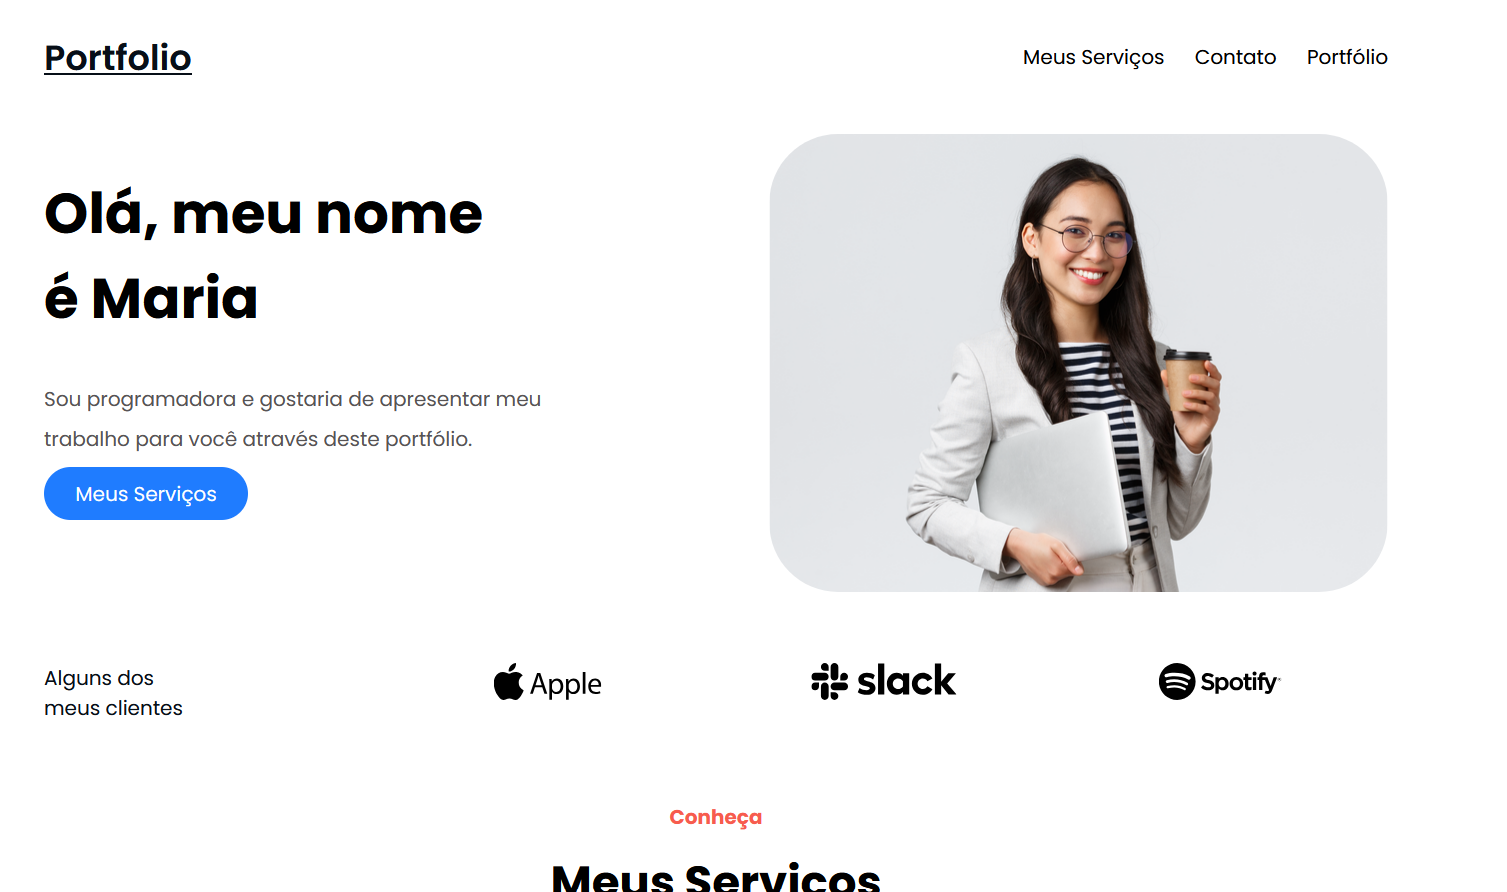 Portfolio
Meus Serviços Contato Portfólio
Olá, meu nome
é Maria
Sou programadora e gostaria de apresentar meu
trabalho para você através deste portfólio.
Meus Serviços
Alguns dos
meus clientes
Apple
slack
Spotify
Conheça
Meus Serviços